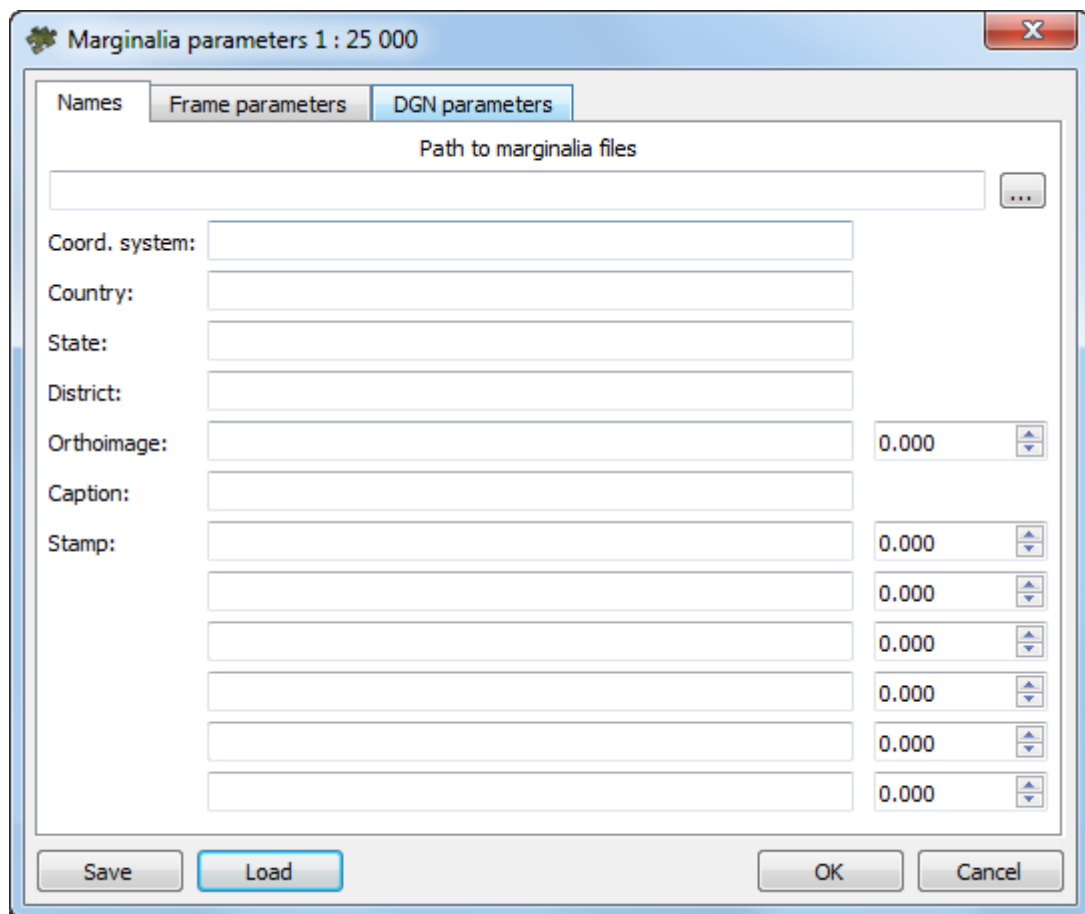 Marginalia parameters 1 : 25 000
Names Frame parameters DGN parameters
Path to marginalia files
...
Coord. system:
Country:
State:
District:
Orthoimage: 0.000
Caption:
Stamp: 0.000
0.000
0.000
0.000
0.000
0.000
Save Load OK Cancel